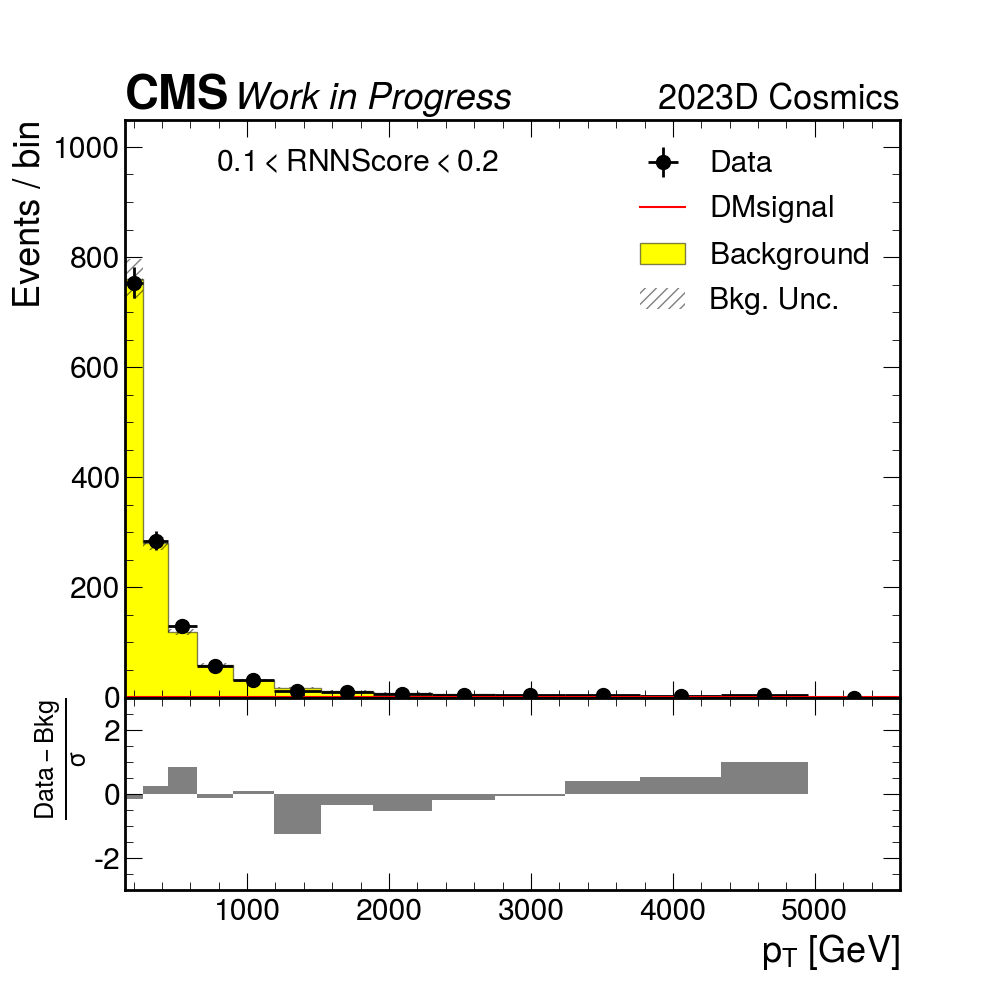 CMS Work in Progress 2023D Cosmics
Events / bin
0.1 < RNNScore < 0.2
Data
DMsignal
Background
Bkg. Unc.
1000
800
600
400
200
0
Data − Bkg
σ
2
0
-2
1000 2000 3000 4000 5000
pT [GeV]